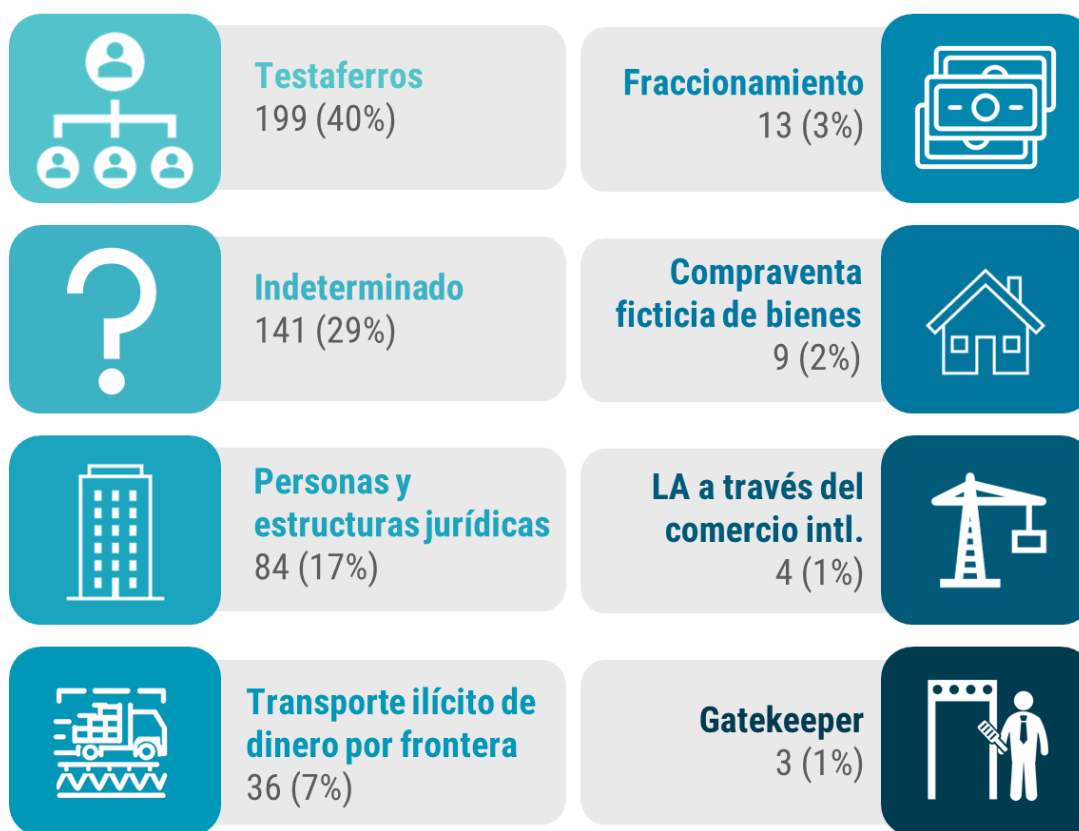 Testaferros
199 (40%)
Fraccionamiento
13 (3%)
Indeterminado
141 (29%)
Compraventa
ficticia de bienes
9 (2%)
Personas y
estructuras jurídicas
84 (17%)
LA a través del
comercio intl.
4 (1%)
Transporte ilícito de
dinero por frontera
36 (7%)
Gatekeeper
3 (1%)